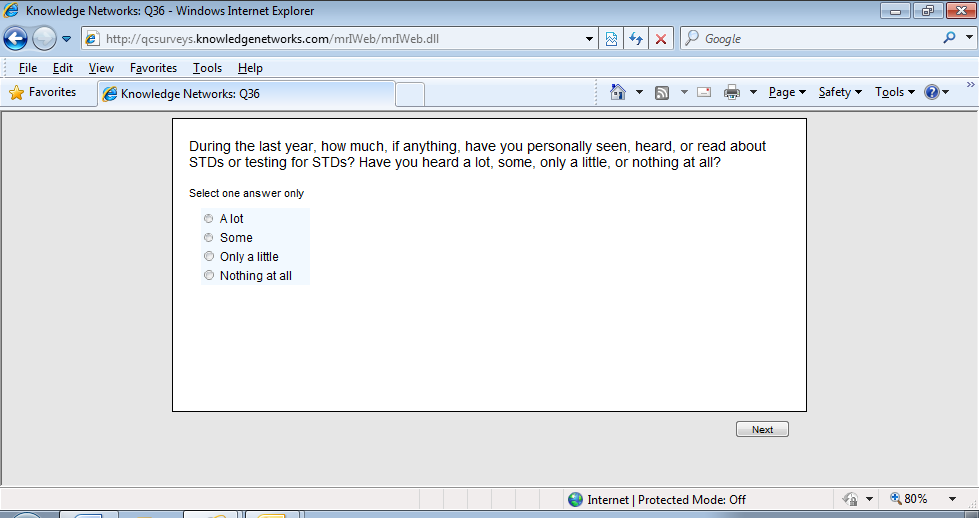 Knowledge Networks: Q36 - Windows Internet Explorer
http://qcsurveys.knowledgenetworks.com/mrIWeb/mrIWeb.dll
Google
File Edit View Favorites Tools Help
Favorites
Knowledge Networks: Q36
Page Safety Tools
During the last year, how much, if anything, have you personally seen, heard, or read about
STDs or testing for STDs? Have you heard a lot, some, only a little, or nothing at all?
Select one answer only
A lot
Some
Only a little
Nothing at all
Next
Internet | Protected Mode: Off
80%